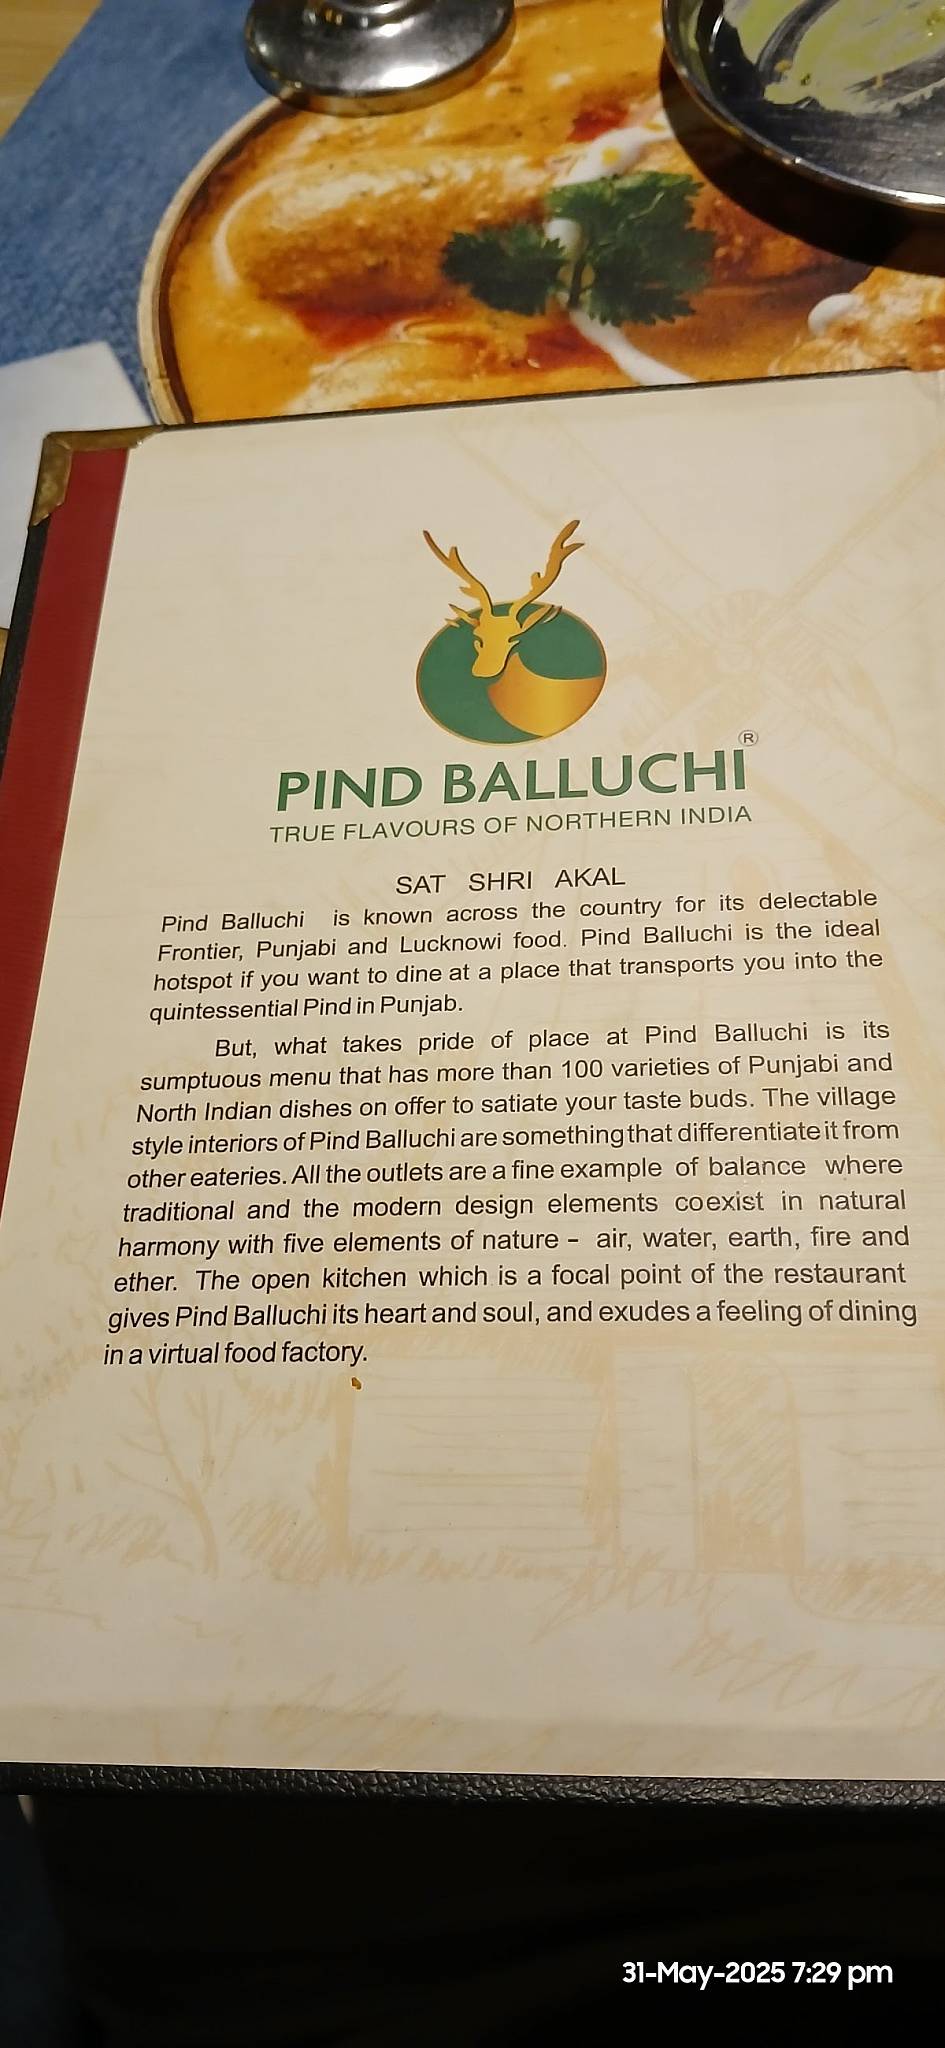 PIND BALLUCHI®
TRUE FLAVOURS OF NORTHERN INDIA
SAT SHRI AKAL
Pind Balluchi is known across the country for its delectable
Frontier, Punjabi and Lucknowi food. Pind Balluchi is the ideal
hotspot if you want to dine at a place that transports you into the
quintessential Pind in Punjab.
But, what takes pride of place at Pind Balluchi is its
sumptuous menu that has more than 100 varieties of Punjabi and
North Indian dishes on offer to satiate your taste buds. The village
style interiors of Pind Balluchi are something that differentiate it from
other eateries. All the outlets are a fine example of balance where
traditional and the modern design elements coexist in natural
harmony with five elements of nature - air, water, earth, fire and
ether. The open kitchen which is a focal point of the restaurant
gives Pind Balluchi its heart and soul, and exudes a feeling of dining
in a virtual food factory.
31-May-2025 7:29 pm